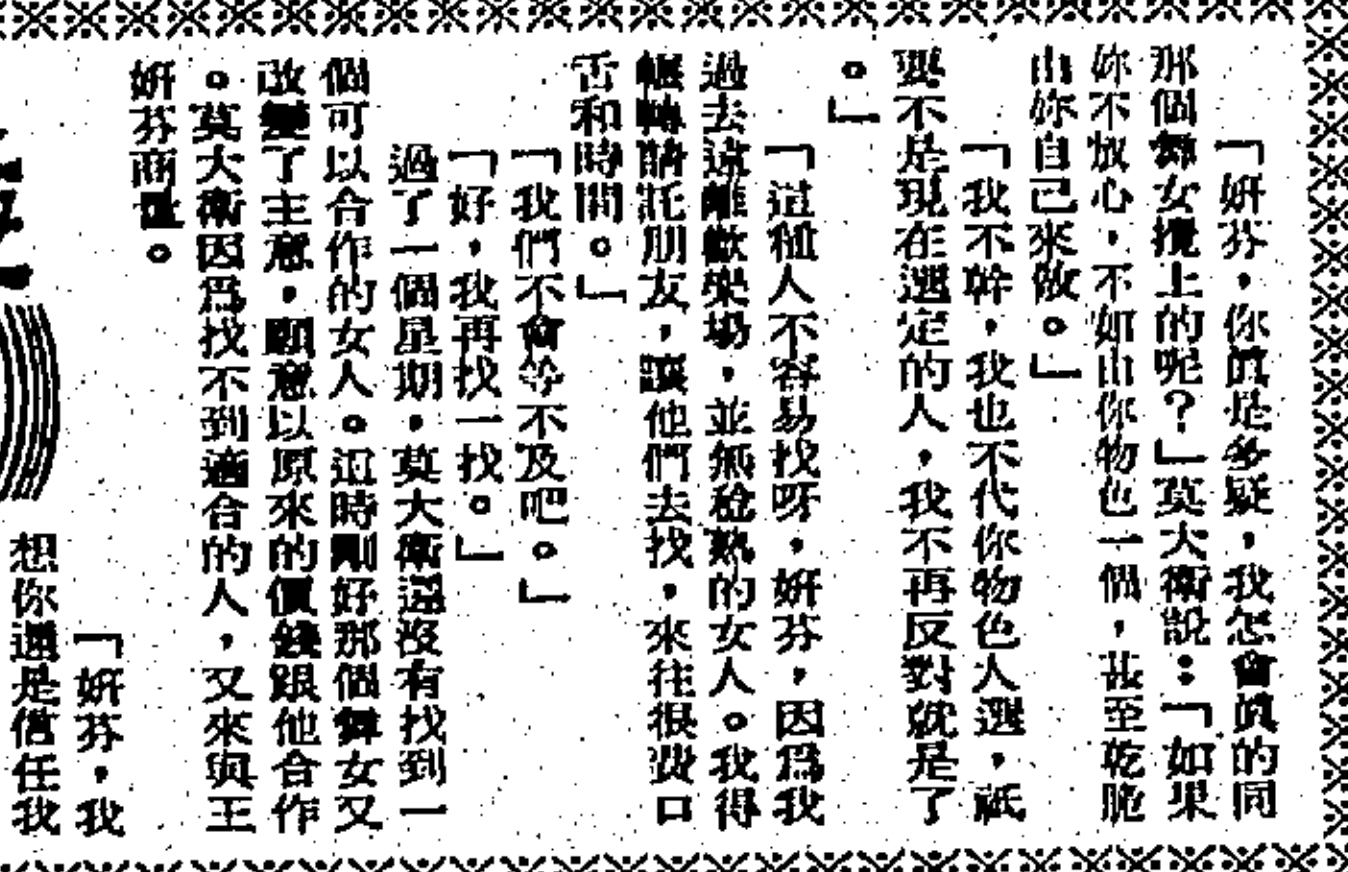 「妍芬,你眞是多疑,我怎會眞的同
那個舞女攪上的呢?」莫大衞說:「如果
妳不放心,不如由你物色一個,甚至乾脆
由妳自己來做。」
「我不幹,我也不代你物色人選,祇
要不是現在選定的人,我不再反對就是了
。」
「這種人不容易找呀,妍芬,因爲我
過去遠離歡樂場,並無稔熟的女人。我得
輾轉請託朋友,讓他們去找,來往很費口
舌和時間。」
「我們不會等不及吧。」
「好,我再找一找。」
過了一個星期,莫大衞還沒有找到一
個可以合作的女人。這時剛好那個舞女又
改變了主意,願意以原來的價錢跟他合作
。莫大衞因爲找不到適合的人,又來與王
妍芬商量。
「妍芬,我
想你還是信任我